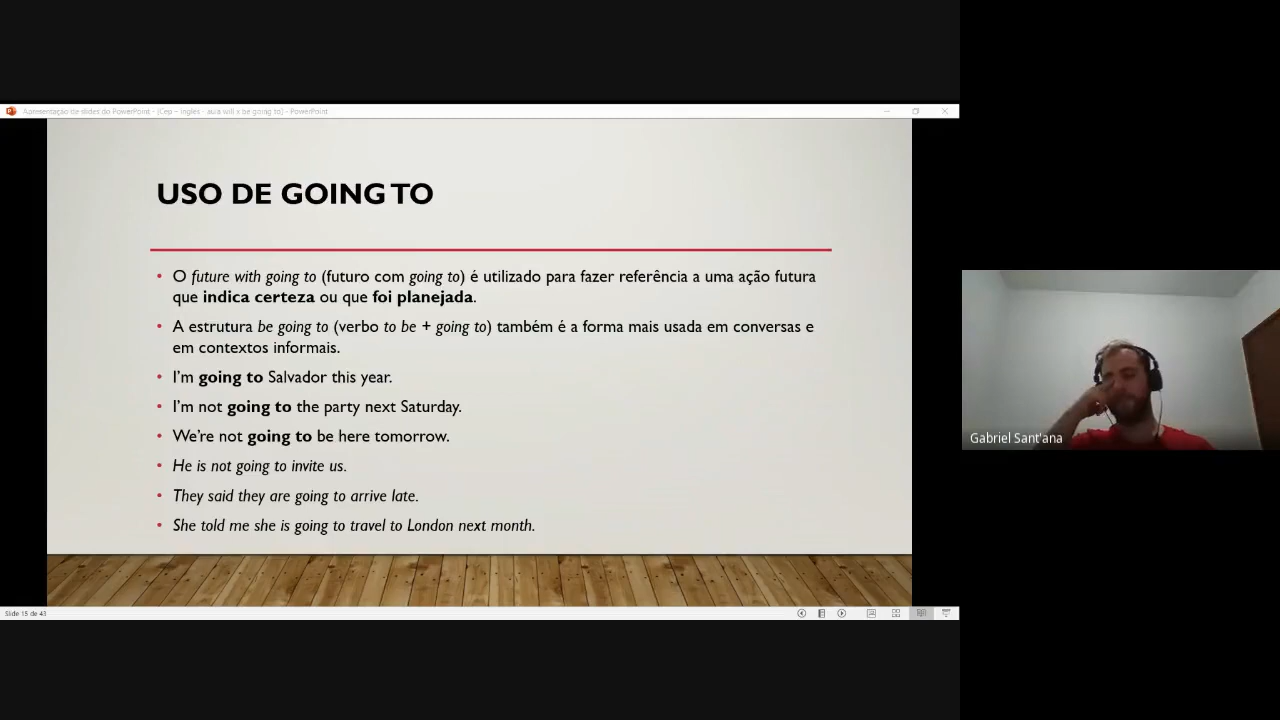 Apresentação de slides do PowerPoint - [Cep - Inglês - aula will x be going to] - PowerPoint
USO DE GOING TO
• O future with going to (futuro com going to) é utilizado para fazer referência a uma ação futura
que indica certeza ou que foi planejada.
• A estrutura be going to (verbo to be + going to) também é a forma mais usada em conversas e
em contextos informais.
• I'm going to Salvador this year.
• I'm not going to the party next Saturday.
• We're not going to be here tomorrow.
• He is not going to invite us.
• They said they are going to arrive late.
• She told me she is going to travel to London next month.
Gabriel Sant'ana
Slide 15 de 43